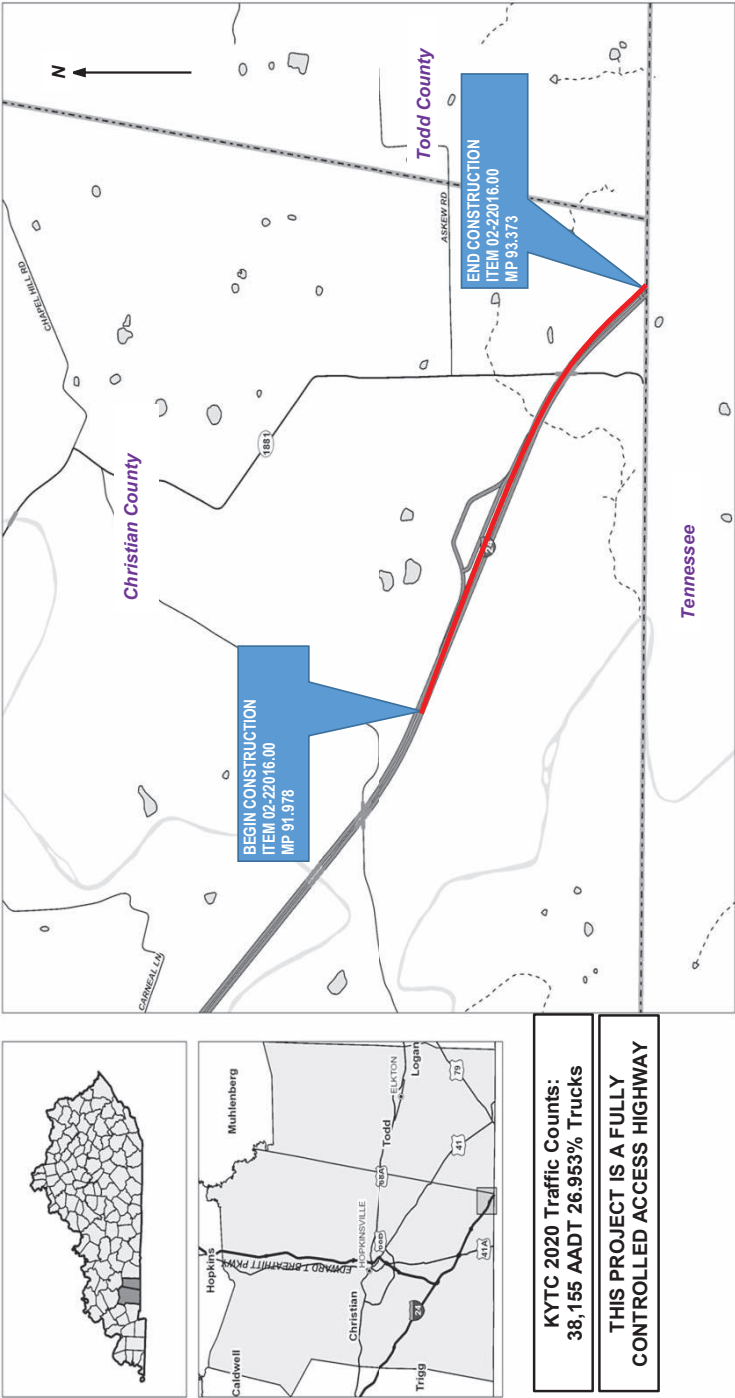 N
CHAPEL HILL RD
Christian County
1881
ASKEW RD
Todd County
BEGIN CONSTRUCTION
ITEM 02-22016.00
MP 91.978
END CONSTRUCTION
ITEM 02-22016.00
MP 93.373
CARNEAL LN
24
Tennessee
Hopkins
Muhlenberg
Caldwell
EDWARD T BREATHITT PKWY
HOPKINSVILLE
Christian
68A
Todd
ELKTON
Logan
79
41
41A
24
Trigg
KYTC 2020 Traffic Counts:
38,155 AADT 26.953% Trucks
THIS PROJECT IS A FULLY
CONTROLLED ACCESS HIGHWAY